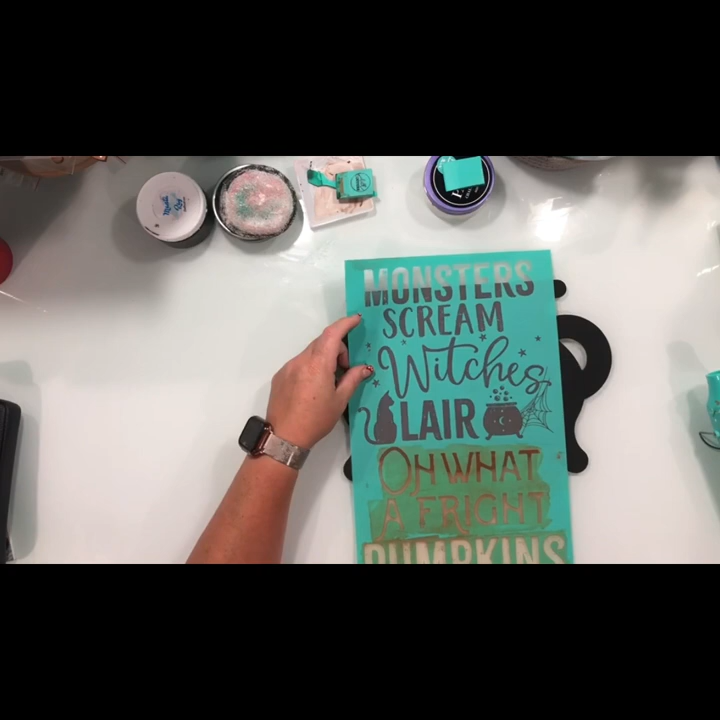 MONSTERS
SCREAM
Witches
LAIR
OH WHAT
A FRIGHT
PUMPKINS